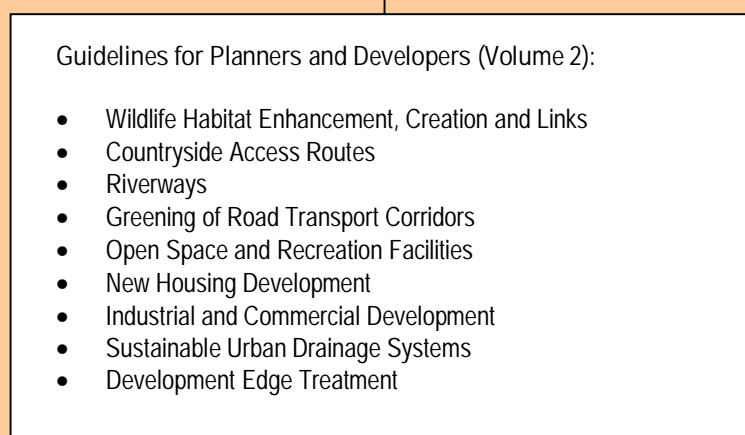 Guidelines for Planners and Developers (Volume 2):
• Wildlife Habitat Enhancement, Creation and Links
• Countryside Access Routes
• Riverways
• Greening of Road Transport Corridors
• Open Space and Recreation Facilities
• New Housing Development
• Industrial and Commercial Development
• Sustainable Urban Drainage Systems
• Development Edge Treatment